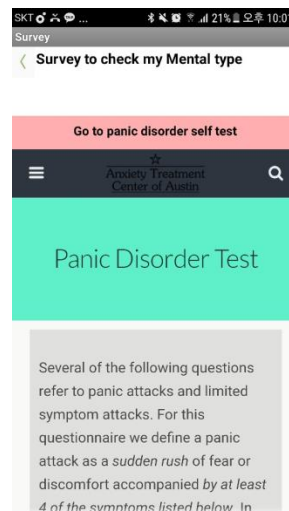 SKT ... 21% 오후 10:0
Survey
Survey to check my Mental type
Go to panic disorder self test
Anxiety Treatment
Center of Austin
Panic Disorder Test
Several of the following questions
refer to panic attacks and limited
symptom attacks. For this
questionnaire we define a panic
attack as a sudden rush of fear or
discomfort accompanied by at least
4 of the symptoms listed below. In